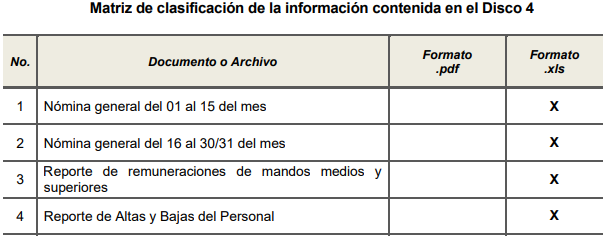 Matriz de clasificación de la información contenida en el Disco 4
No. Documento o Archivo Formato .pdf Formato .xls
1 Nómina general del 01 al 15 del mes X
2 Nómina general del 16 al 30/31 del mes X
3 Reporte de remuneraciones de mandos medios y superiores X
4 Reporte de Altas y Bajas del Personal X